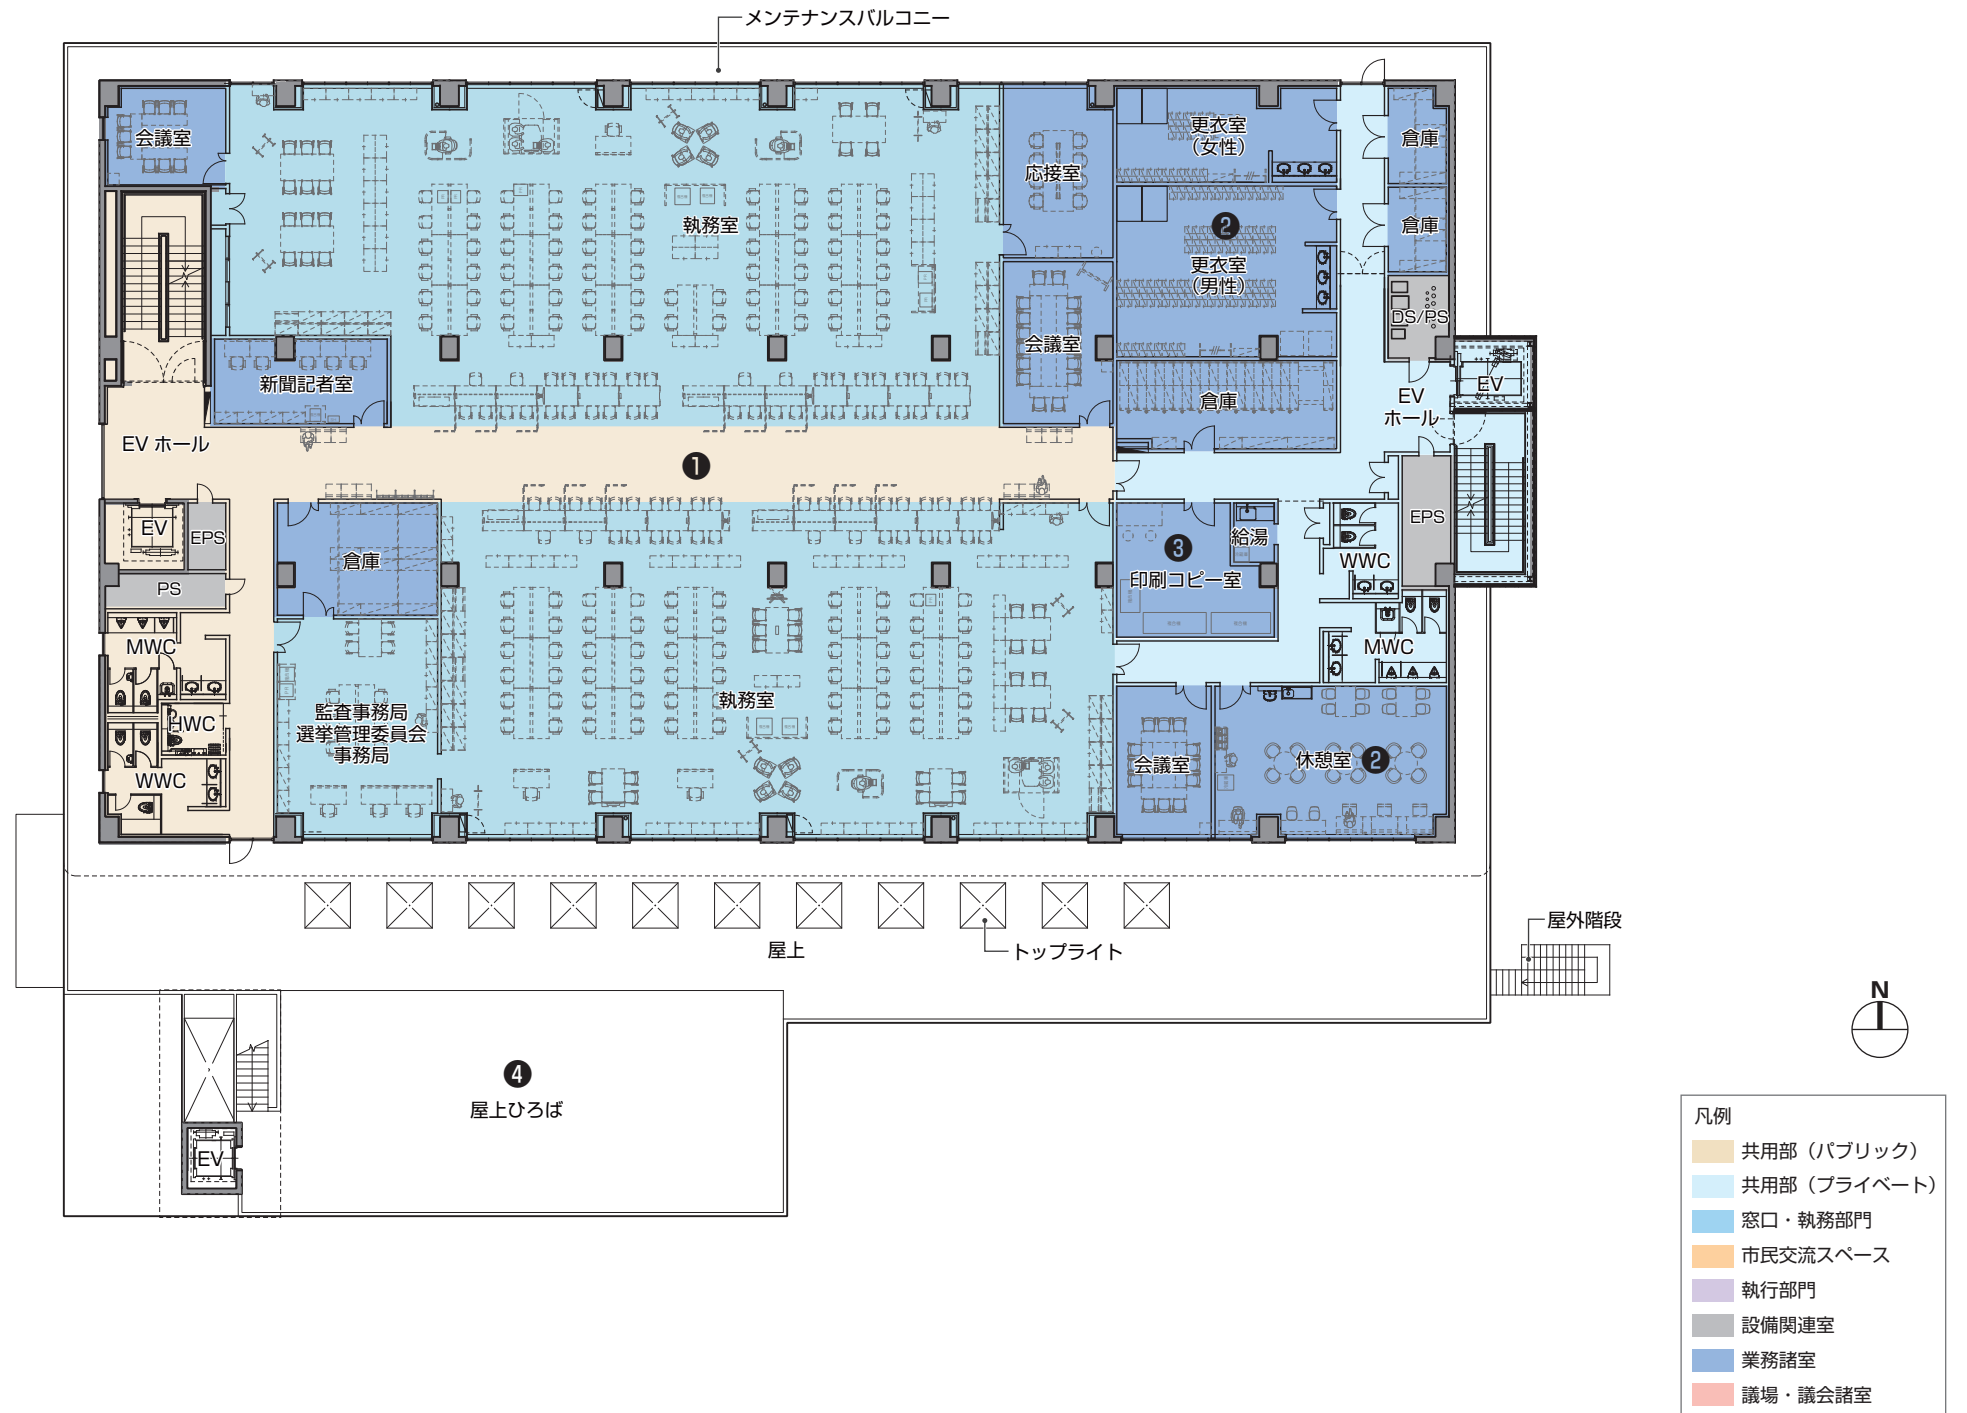 メンテナンスバルコニー
会議室
更衣室
(女性)
倉庫
応接室
執務室
❷
倉庫
更衣室
(男性)
DS/PS
会議室
新聞記者室
倉庫
EV
EV
ホール
EV ホール
❶
EV
EPS
倉庫
❸
給湯
印刷コピー室
WWC
EPS
PS
MWC
MWC
HWC
監査事務局
選挙管理委員会
事務局
執務室
WWC
会議室
休憩室
❷
屋上
トップライト
屋外階段
N
❹
屋上ひろば
EV
凡例
共用部（パブリック）
共用部（プライベート）
窓口・執務部門
市民交流スペース
執行部門
設備関連室
業務諸室
議場・議会諸室